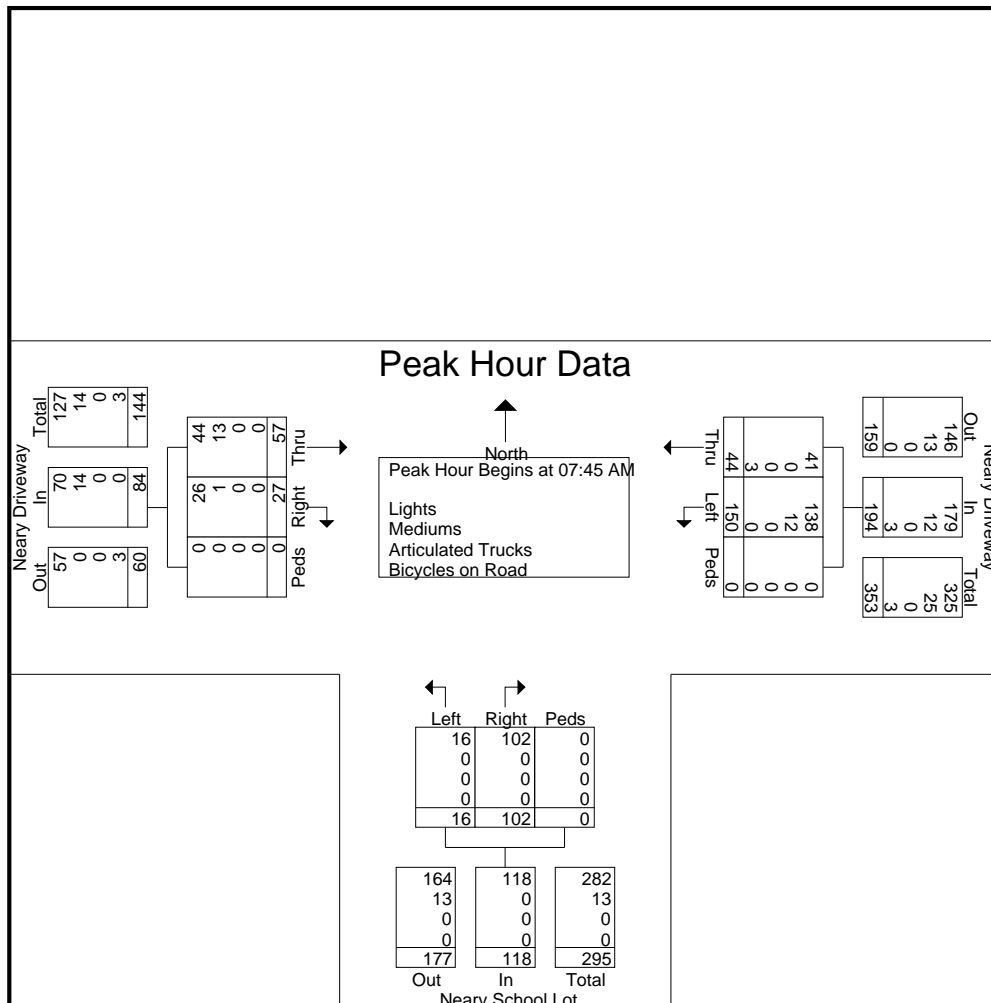 Peak Hour Data
North
Peak Hour Begins at 07:45 AM
Lights
Mediums
Articulated Trucks
Bicycles on Road
Neary Driveway
Out In Total
60 84 144
3 0 3
0 0 0
0 14 14
57 70 127
Thru Right Peds
57 27 0
0 0 0
0 0 0
13 1 0
44 26 0
Neary Driveway
Out In Total
146 179 325
13 12 25
0 0 0
0 3 3
159 194 353
Thru Left Peds
41 138 0
0 12 0
0 0 0
3 0 0
44 150 0
Left Right Peds
16 102 0
0 0 0
0 0 0
0 0 0
16 102 0
164 118 282
13 0 13
0 0 0
0 0 0
177 118 295
Out In Total
Neary School Lot